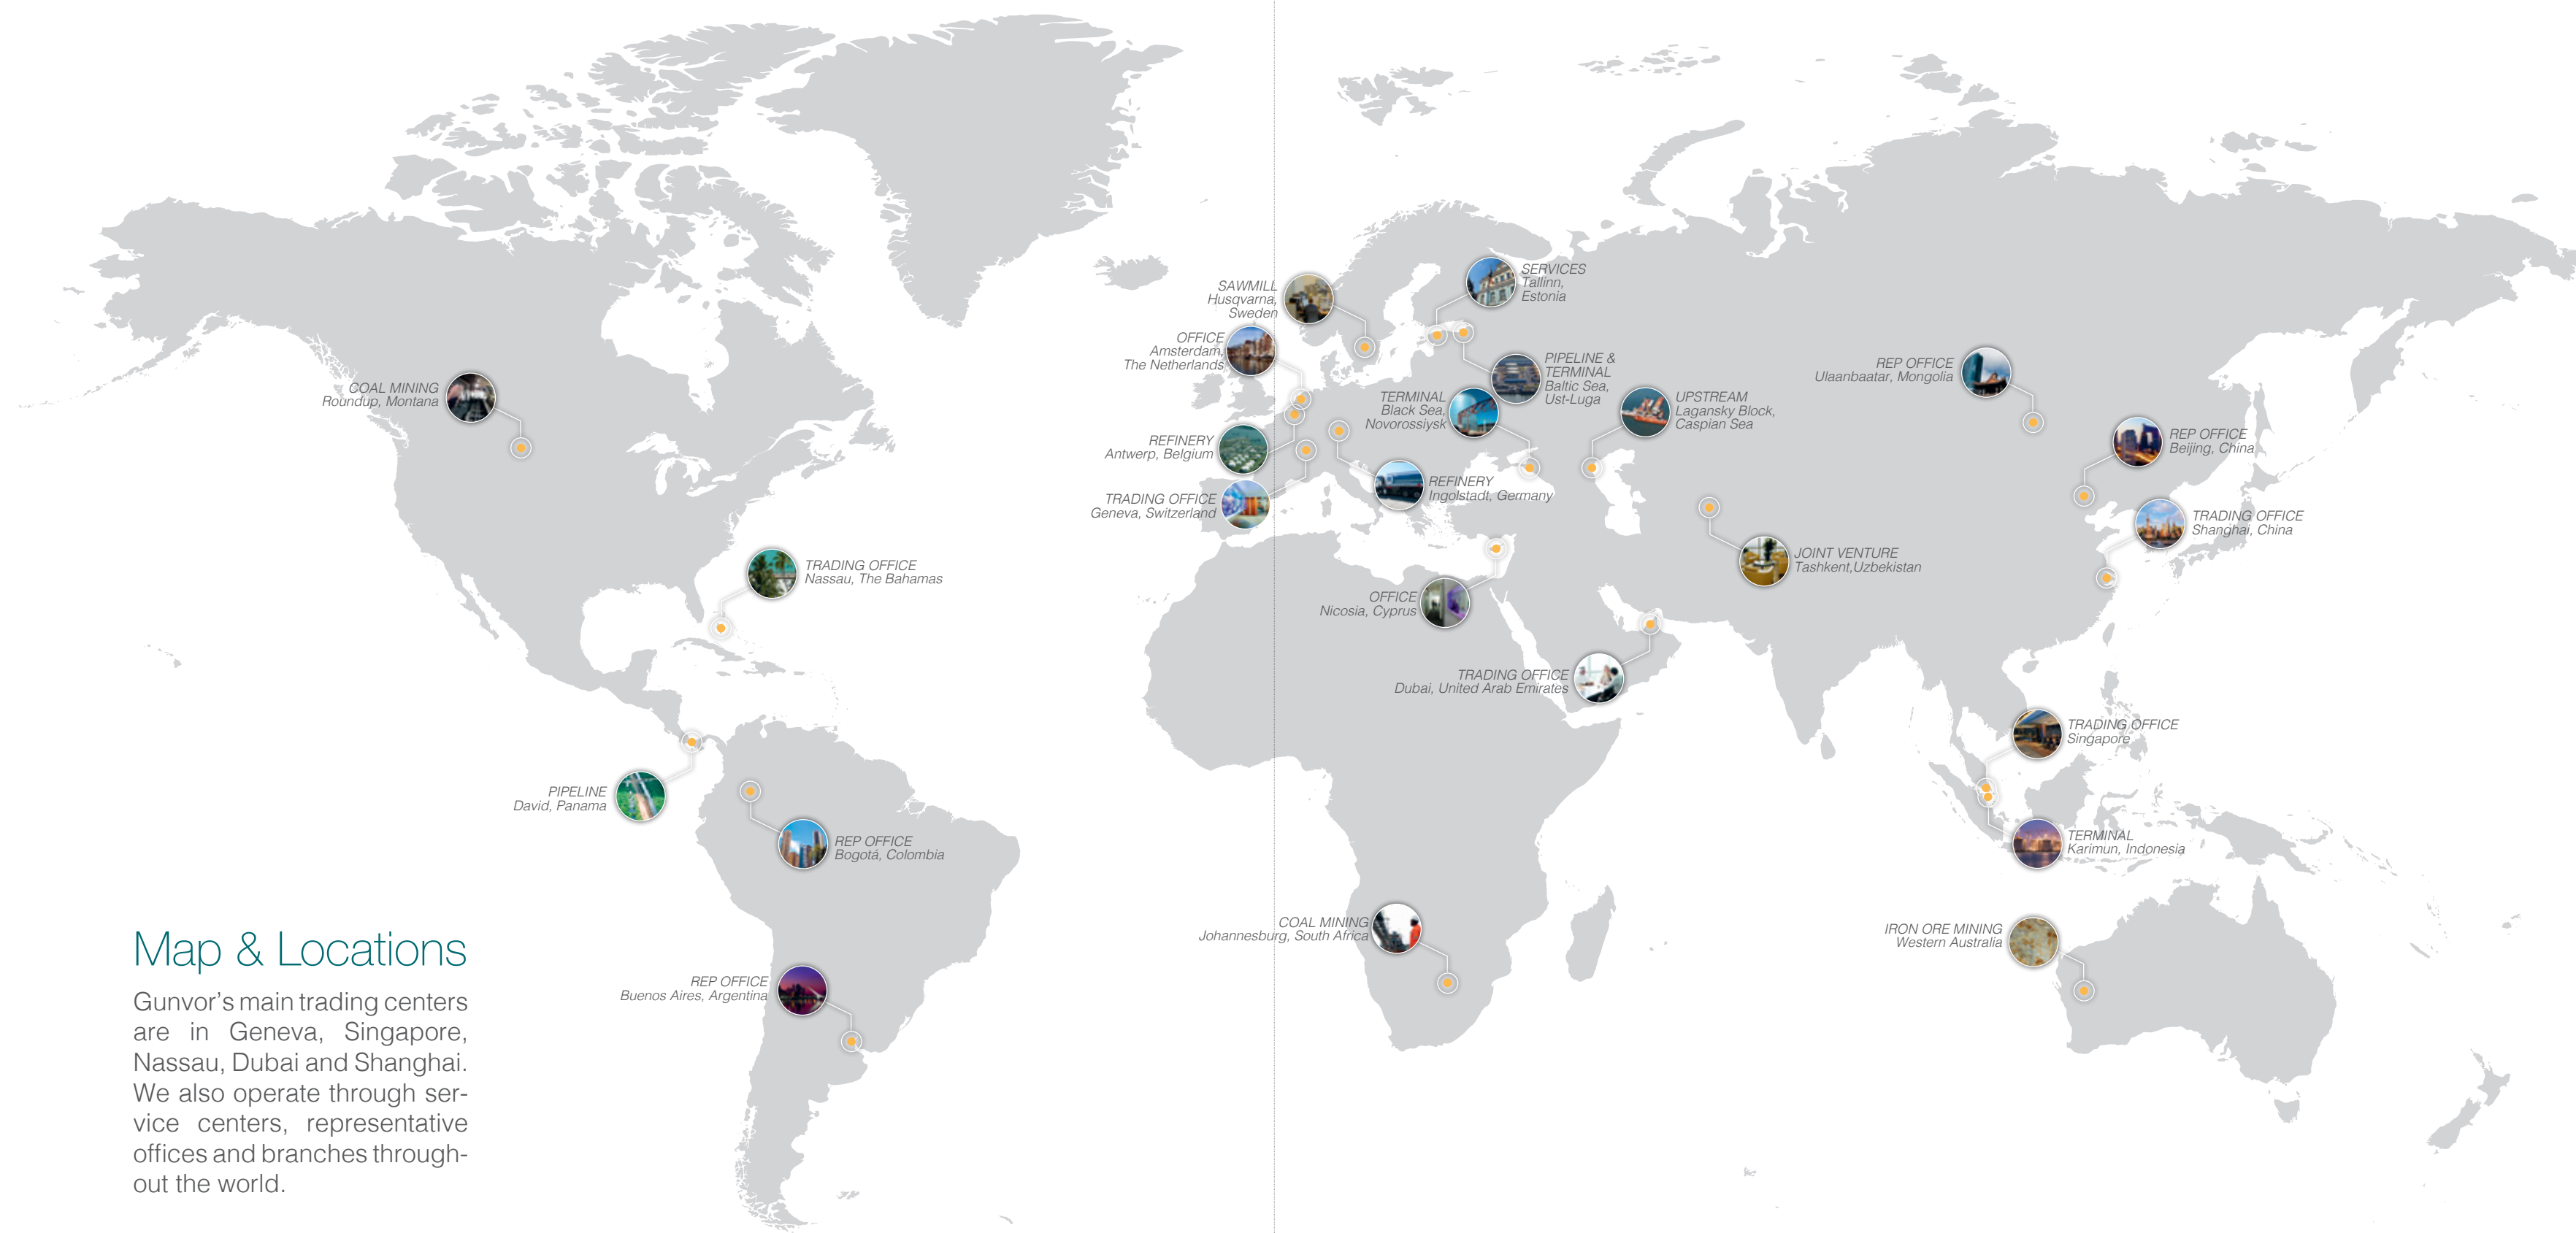 SAWMILL
Husqvarna,
Sweden
SERVICES
Tallinn,
Estonia
OFFICE
Amsterdam,
The Netherlands
PIPELINE &
TERMINAL
Baltic Sea,
Ust-Luga
COAL MINING
Roundup, Montana
TERMINAL
Black Sea,
Novorossiysk
UPSTREAM
Lagansky Block,
Caspian Sea
REP OFFICE
Ulaanbaatar, Mongolia
REP OFFICE
Beijing, China
REFINERY
Antwerp, Belgium
REFINERY
Ingolstadt, Germany
TRADING OFFICE
Geneva, Switzerland
TRADING OFFICE
Shanghai, China
JOINT VENTURE
Tashkent,Uzbekistan
TRADING OFFICE
Nassau, The Bahamas
OFFICE
Nicosia, Cyprus
TRADING OFFICE
Dubai, United Arab Emirates
TRADING OFFICE
Singapore
PIPELINE
David, Panama
REP OFFICE
Bogotá, Colombia
TERMINAL
Karimun, Indonesia
COAL MINING
Johannesburg, South Africa
IRON ORE MINING
Western Australia
REP OFFICE
Buenos Aires, Argentina
Map & Locations
Gunvor’s main trading centers
are in Geneva, Singapore,
Nassau, Dubai and Shanghai.
We also operate through ser-
vice centers, representative
offices and branches through-
out the world.